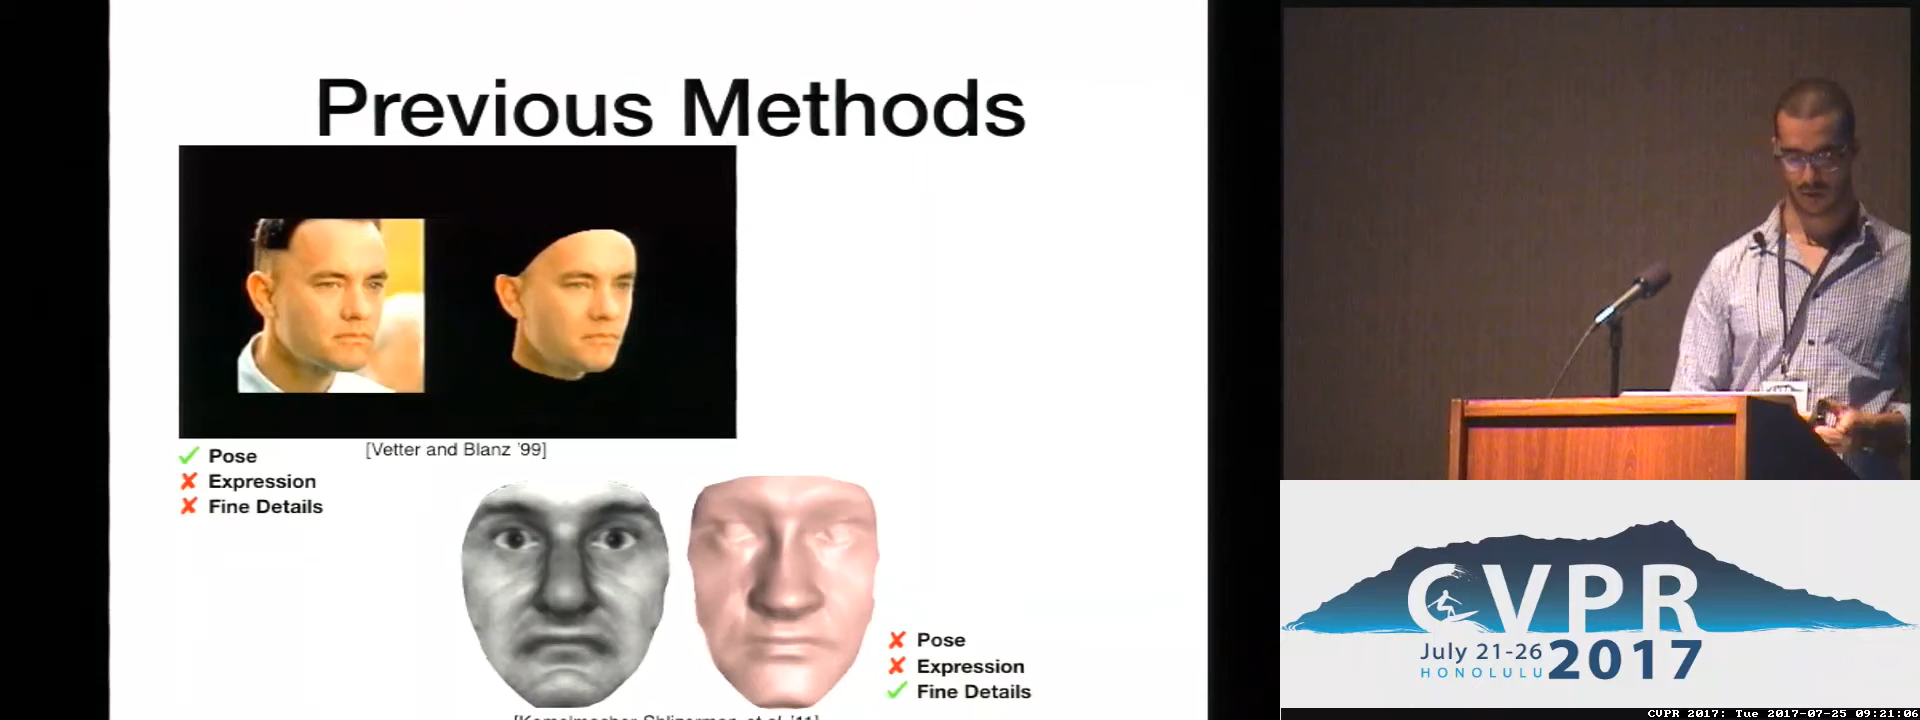 Previous Methods
[Vetter and Blanz '99]
Pose
Expression
Fine Details
Pose
Expression
Fine Details
CVPR
July 21-26
2017
HONOLULU
CVPR 2017: Tue 2017-07-25 09:21:06